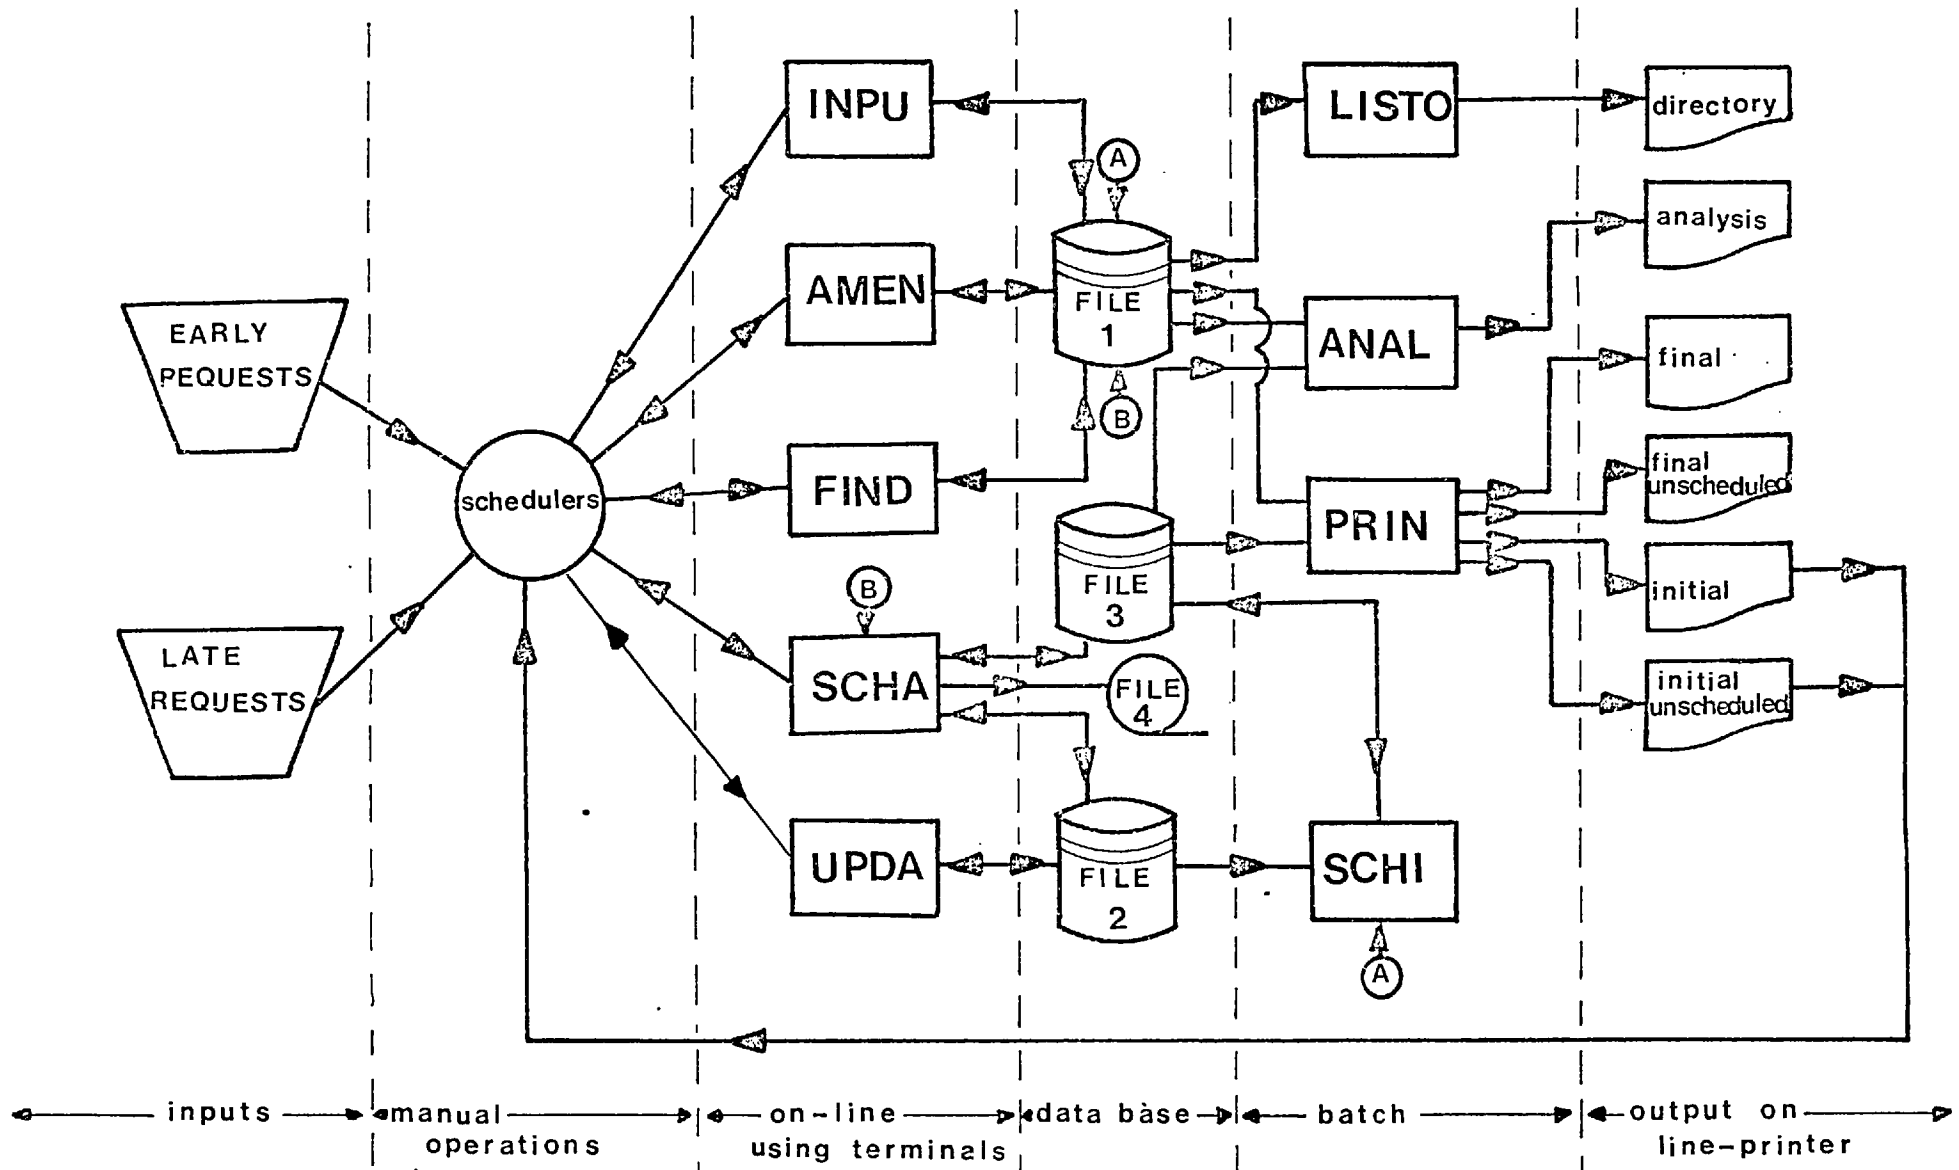 EARLY
PEQUESTS
LATE
REQUESTS
schedulers
INPU
AMEN
FIND
B
SCHA
UPDA
A
FILE
1
B
FILE
3
FILE
4
FILE
2
LISTO
ANAL
PRIN
SCHI
A
directory
analysis
final
final
unscheduled
initial
initial
unscheduled
inputs
manual
operations
on-line
using terminals
data base
batch
output on
line-printer